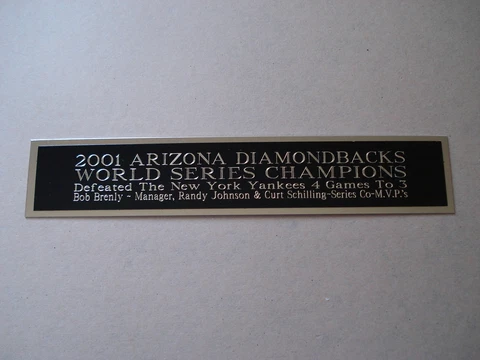 2001 ARIZONA DIAMONDBACKS
WORLD SERIES CHAMPIONS
Defeated The New York Yankees 4 Games To 3
Bob Brenly - Manager, Randy Johnson & Curt Schilling-Series Co-M.V.P.'s